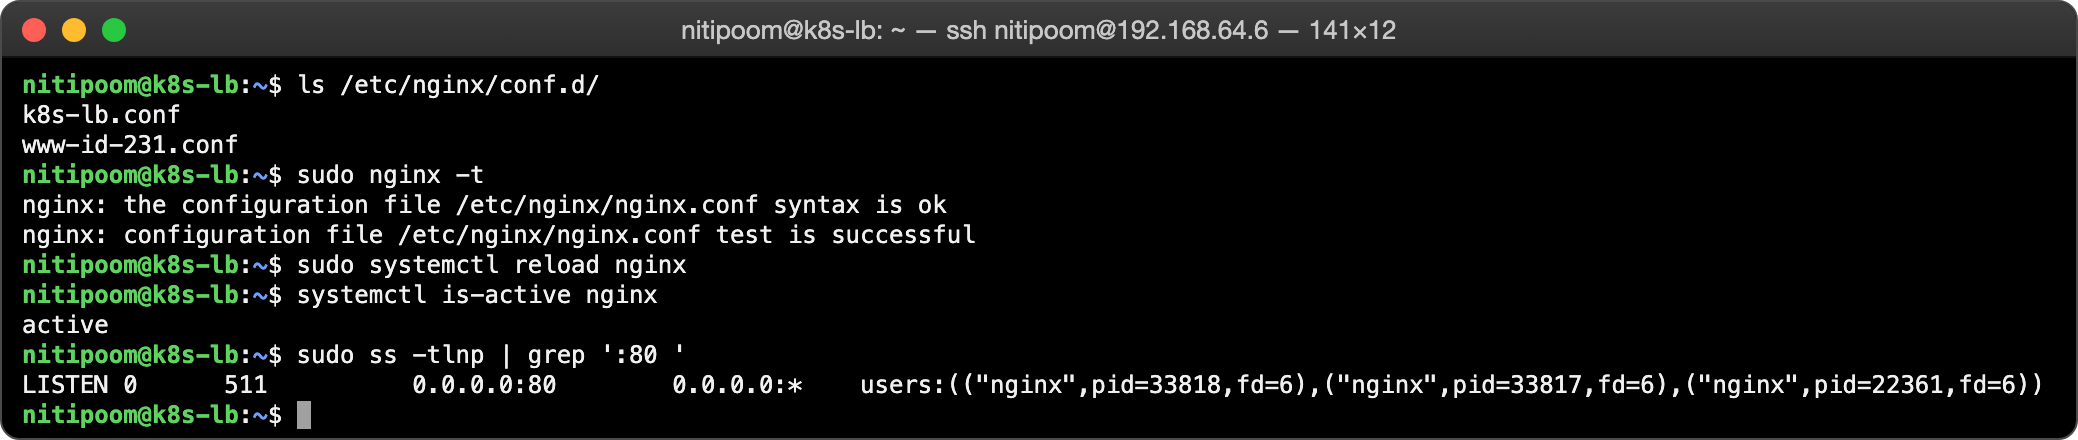 nitipoom@k8s-lb: ~ — ssh nitipoom@192.168.64.6 — 141×12
nitipoom@k8s-lb:~$ ls /etc/nginx/conf.d/
k8s-lb.conf
www-id-231.conf
nitipoom@k8s-lb:~$ sudo nginx -t
nginx: the configuration file /etc/nginx/nginx.conf syntax is ok
nginx: configuration file /etc/nginx/nginx.conf test is successful
nitipoom@k8s-lb:~$ sudo systemctl reload nginx
nitipoom@k8s-lb:~$ systemctl is-active nginx
active
nitipoom@k8s-lb:~$ sudo ss -tlnp | grep ':80 '
LISTEN 0      511          0.0.0.0:80        0.0.0.0:*    users:(("nginx",pid=33818,fd=6),("nginx",pid=33817,fd=6),("nginx",pid=22361,fd=6))
nitipoom@k8s-lb:~$